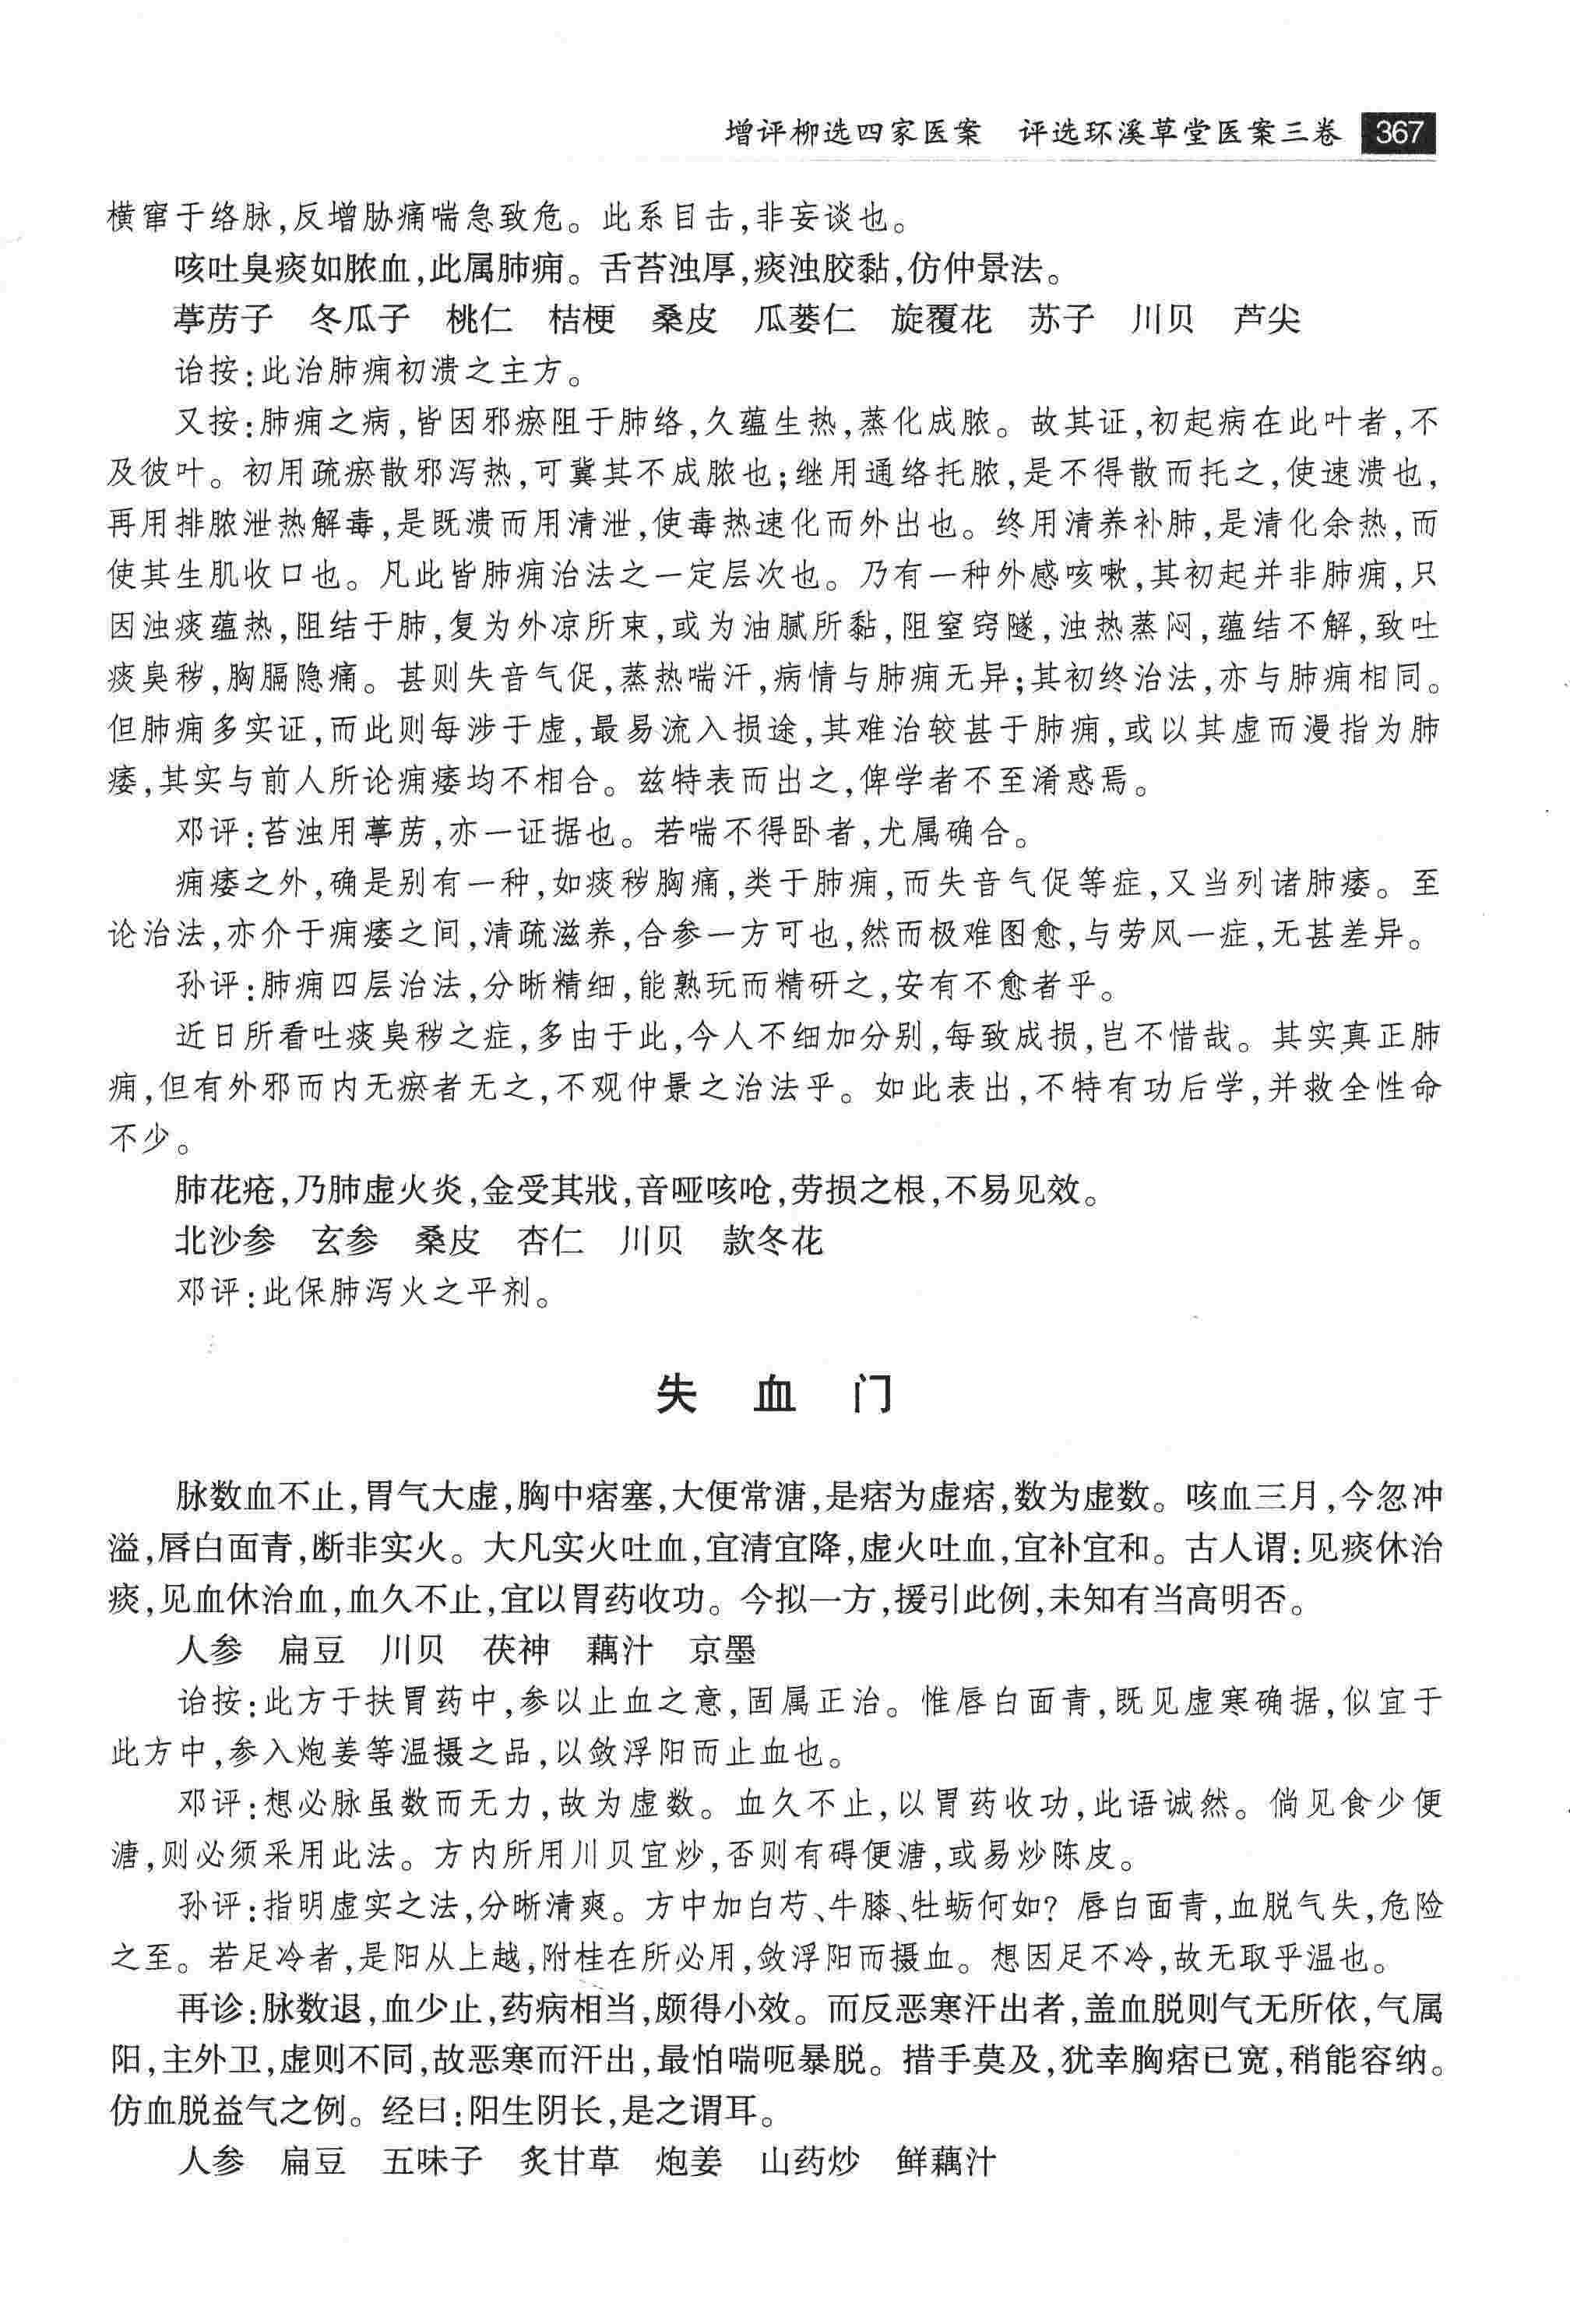 增评柳选四家医案　评选环溪草堂医案三卷 367
横窜于络脉,反增胁痛喘急致危。此系目击,非妄谈也。
咳吐臭痰如脓血,此属肺痈。舌苔浊厚,痰浊胶黏,仿仲景法。
葶苈子　冬瓜子　桃仁　桔梗　桑皮　瓜蒌仁　旋覆花　苏子　川贝　芦尖
诒按:此治肺痈初溃之主方。
又按:肺痈之病,皆因邪瘀阻于肺络,久蕴生热,蒸化成脓。故其证,初起病在此叶者,不
及彼叶。初用疏瘀散邪泻热,可冀其不成脓也;继用通络托脓,是不得散而托之,使速溃也,
再用排脓泄热解毒,是既溃而用清泄,使毒热速化而外出也。终用清养补肺,是清化余热,而
使其生肌收口也。凡此皆肺痈治法之一定层次也。乃有一种外感咳嗽,其初起并非肺痈,只
因浊痰蕴热,阻结于肺,复为外凉所束,或为油腻所黏,阻窒窍隧,浊热蒸闷,蕴结不解,致吐
痰臭秽,胸膈隐痛。甚则失音气促,蒸热喘汗,病情与肺痈无异;其初终治法,亦与肺痈相同。
但肺痈多实证,而此则每涉于虚,最易流入损途,其难治较甚于肺痈,或以其虚而漫指为肺
痿,其实与前人所论痈痿均不相合。兹特表而出之,俾学者不至淆惑焉。
邓评:苔浊用葶苈,亦一证据也。若喘不得卧者,尤属确合。
痈痿之外,确是别有一种,如痰秽胸痛,类于肺痈,而失音气促等症,又当列诸肺痿。至
论治法,亦介于痈痿之间,清疏滋养,合参一方可也,然而极难图愈,与劳风一症,无甚差异。
孙评:肺痈四层治法,分晰精细,能熟玩而精研之,安有不愈者乎。
近日所看吐痰臭秽之症,多由于此,今人不细加分别,每致成损,岂不惜哉。其实真正肺
痈,但有外邪而内无瘀者无之,不观仲景之治法乎。如此表出,不特有功后学,并救全性命
不少。
肺花疮,乃肺虚火炎,金受其戕,音哑咳呛,劳损之根,不易见效。
北沙参　玄参　桑皮　杏仁　川贝　款冬花
邓评:此保肺泻火之平剂。
失　血　门
脉数血不止,胃气大虚,胸中痞塞,大便常溏,是痞为虚痞,数为虚数。咳血三月,今忽冲
溢,唇白面青,断非实火。大凡实火吐血,宜清宜降,虚火吐血,宜补宜和。古人谓:见痰休治
痰,见血休治血,血久不止,宜以胃药收功。今拟一方,援引此例,未知有当高明否。
人参　扁豆　川贝　茯神　藕汁　京墨
诒按:此方于扶胃药中,参以止血之意,固属正治。惟唇白面青,既见虚寒确据,似宜于
此方中,参入炮姜等温摄之品,以敛浮阳而止血也。
邓评:想必脉虽数而无力,故为虚数。血久不止,以胃药收功,此语诚然。倘见食少便
溏,则必须采用此法。方内所用川贝宜炒,否则有碍便溏,或易炒陈皮。
孙评:指明虚实之法,分晰清爽。方中加白芍、牛膝、牡蛎何如? 唇白面青,血脱气失,危险
之至。若足冷者,是阳从上越,附桂在所必用,敛浮阳而摄血。想因足不冷,故无取乎温也。
再诊:脉数退,血少止,药病相当,颇得小效。而反恶寒汗出者,盖血脱则气无所依,气属
阳,主外卫,虚则不同,故恶寒而汗出,最怕喘呃暴脱。措手莫及,犹幸胸痞已宽,稍能容纳。
仿血脱益气之例。经曰:阳生阴长,是之谓耳。
人参　扁豆　五味子　炙甘草　炮姜　山药炒　鲜藕汁